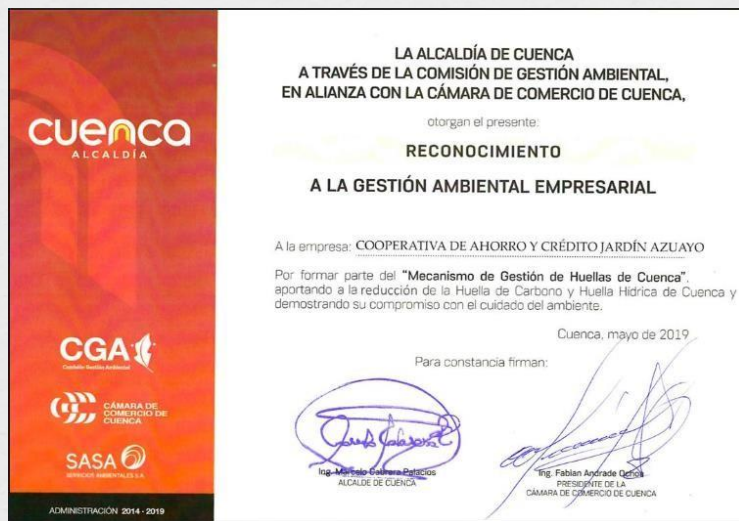 cuenca
ALCALDÍA
CGA
Comisión Gestión Ambiental
CÁMARA DE
COMERCIO DE
CUENCA
SASA
SERVICIOS AMBIENTALES S.A.
ADMINISTRACIÓN 2014 - 2019
LA ALCALDÍA DE CUENCA
A TRAVÉS DE LA COMISIÓN DE GESTIÓN AMBIENTAL,
EN ALIANZA CON LA CÁMARA DE COMERCIO DE CUENCA,
otorgan el presente:
RECONOCIMIENTO
A LA GESTIÓN AMBIENTAL EMPRESARIAL
A la empresa: COOPERATIVA DE AHORRO Y CRÉDITO JARDÍN AZUAYO
Por formar parte del "Mecanismo de Gestión de Huellas de Cuenca",
aportando a la reducción de la Huella de Carbono y Huella Hídrica de Cuenca y
demostrando su compromiso con el cuidado del ambiente.
Cuenca, mayo de 2019
Para constancia firman:
Ing. Marcelo Cabrera Palacios
ALCALDE DE CUENCA
Ing. Fabian Andrade Ochoa
PRESIDENTE DE LA
CÁMARA DE COMERCIO DE CUENCA